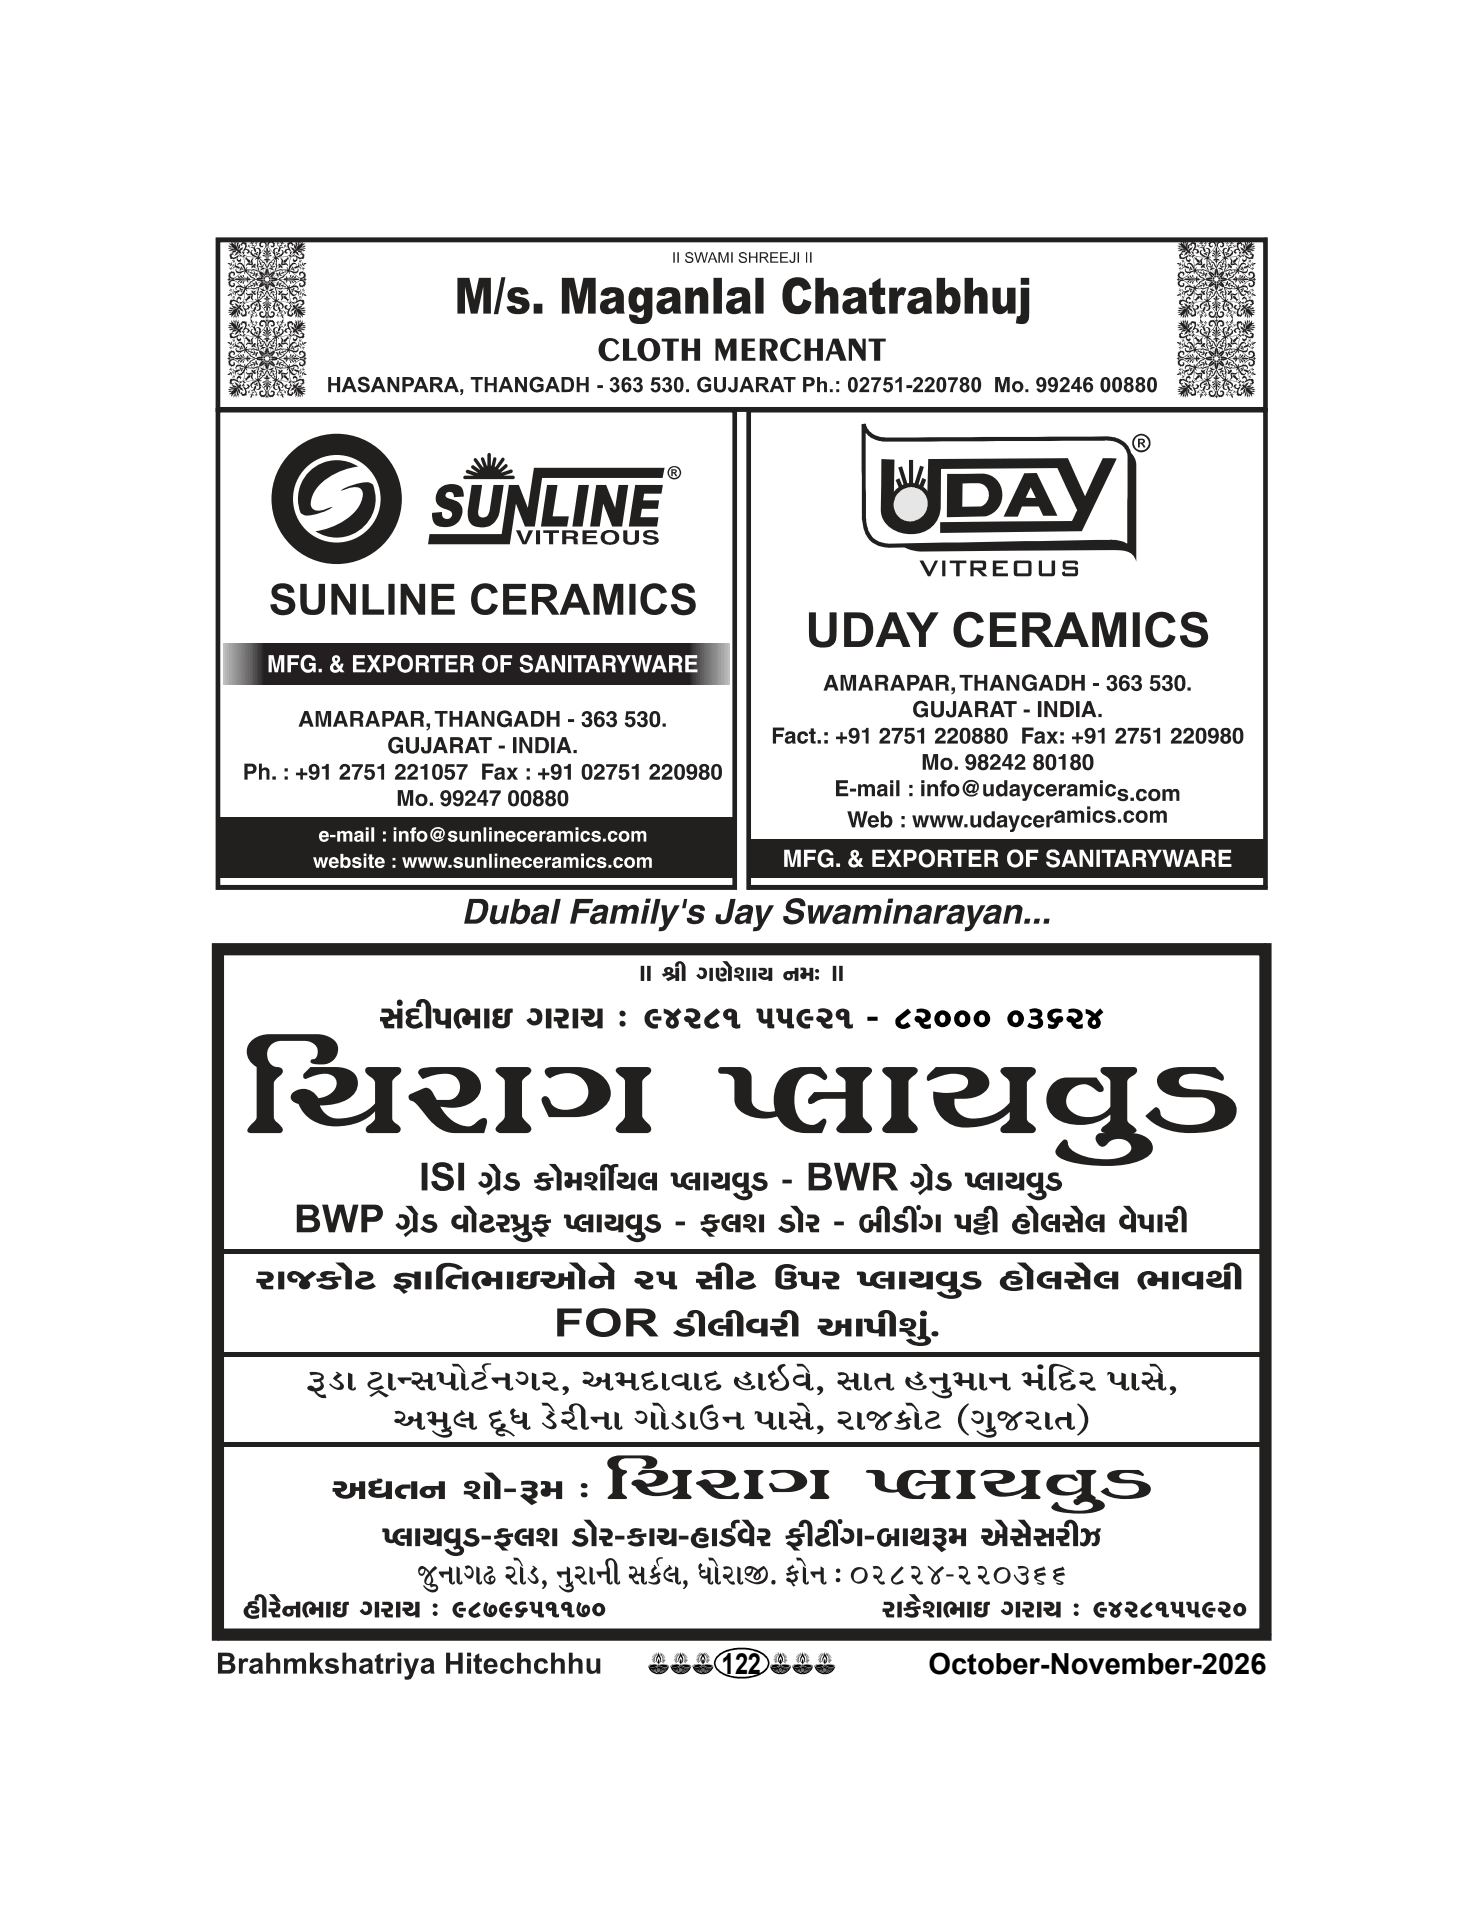 ॥ SWAMI SHREEJI ॥
M/s. Maganlal Chatrabhuj
CLOTH MERCHANT
HASANPARA, THANGADH - 363 530. GUJARAT Ph.: 02751-220780 Mo. 99246 00880
SUNLINE ®
VITREOUS
SUNLINE CERAMICS
MFG. & EXPORTER OF SANITARYWARE
AMARAPAR, THANGADH - 363 530.
GUJARAT - INDIA.
Ph. : +91 2751 221057 Fax : +91 02751 220980
Mo. 99247 00880
e-mail : info@sunlineceramics.com
website : www.sunlineceramics.com
UDAY ®
VITREOUS
UDAY CERAMICS
AMARAPAR, THANGADH - 363 530.
GUJARAT - INDIA.
Fact.: +91 2751 220880 Fax: +91 2751 220980
Mo. 98242 80180
E-mail : info@udayceramics.com
Web : www.udayceramics.com
MFG. & EXPORTER OF SANITARYWARE
Dubal Family's Jay Swaminarayan...
॥ શ્રી ગણેશાય નમઃ ॥
સંદીપભાઇ ગરાચ : ૯૪૨૮૧ ૫૫૯૨૧ - ૮૨૦૦૦ ૦૩૬૨૪
ચિરાગ પ્લાયવુડ
ISI ગ્રેડ કોમર્શીયલ પ્લાયવુડ - BWR ગ્રેડ પ્લાયવુડ
BWP ગ્રેડ વોટરપ્રુફ પ્લાયવુડ - ફલશ ડોર - બીડીંગ પટ્ટી હોલસેલ વેપારી
રાજકોટ જ્ઞાતિભાઇઓને ૨૫ સીટ ઉપર પ્લાયવુડ હોલસેલ ભાવથી
FOR ડીલીવરી આપીશું.
રૂડા ટ્રાન્સપોર્ટનગર, અમદાવાદ હાઇવે, સાત હનુમાન મંદિર પાસે,
અમુલ દૂધ ડેરીના ગોડાઉન પાસે, રાજકોટ (ગુજરાત)
અદ્યતન શો-રૂમ : ચિરાગ પ્લાયવુડ
પ્લાયવુડ-ફલશ ડોર-કાચ-હાર્ડવેર ફીટીંગ-બાથરૂમ એસેસરીઝ
જુનાગઢ રોડ, નુરાની સર્કલ, ધોરાજી. ફોન : ૦૨૮૨૪-૨૨૦૩૬૬
હીરેનભાઇ ગરાચ : ૯૮૭૯૬૫૧૧૭૦ રાકેશભાઇ ગરાચ : ૯૪૨૮૧૫૫૯૨૦
Brahmkshatriya Hitechchhu 122 October-November-2026